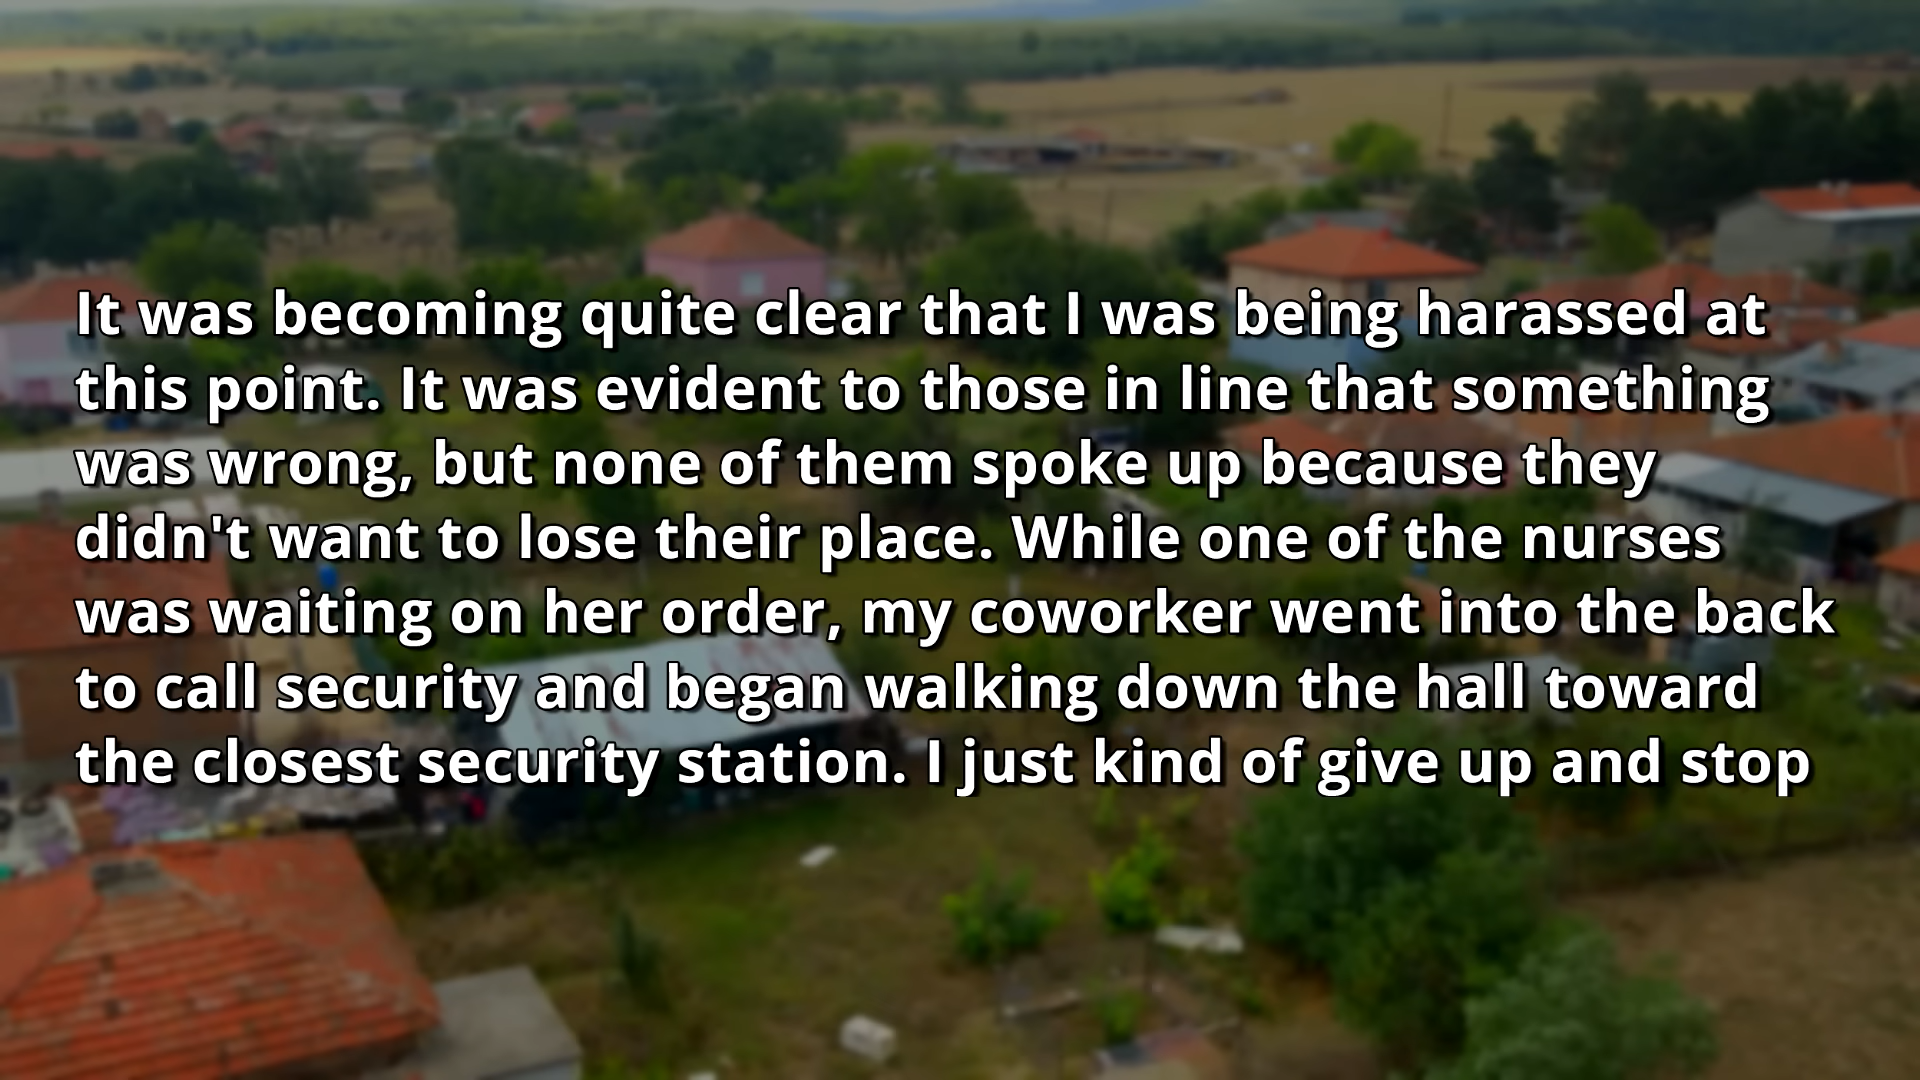 It was becoming quite clear that I was being harassed at
this point. It was evident to those in line that something
was wrong, but none of them spoke up because they
didn't want to lose their place. While one of the nurses
was waiting on her order, my coworker went into the back
to call security and began walking down the hall toward
the closest security station. I just kind of give up and stop